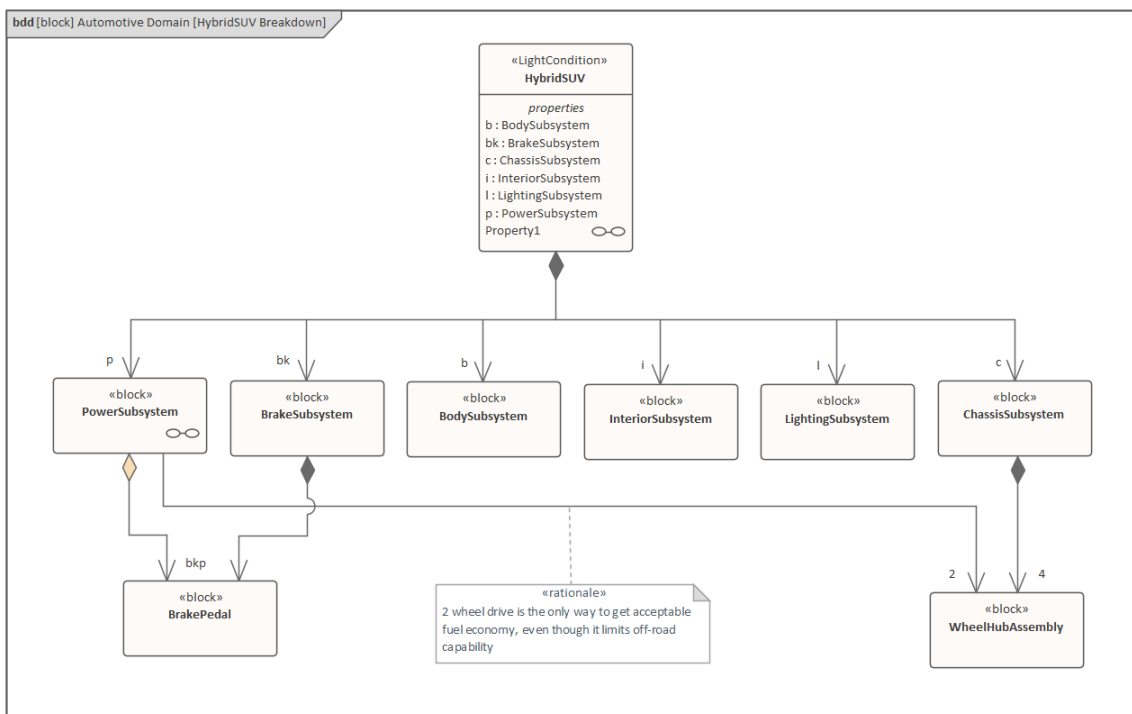 bdd [block] Automotive Domain [HybridSUV Breakdown]
«LightCondition»
HybridSUV
properties
b : BodySubsystem
bk : BrakeSubsystem
c : ChassisSubsystem
i : InteriorSubsystem
l : LightingSubsystem
p : PowerSubsystem
Property1
p
bk
b
i
l
c
«block»
PowerSubsystem
«block»
BrakeSubsystem
«block»
BodySubsystem
«block»
InteriorSubsystem
«block»
LightingSubsystem
«block»
ChassisSubsystem
bkp
2
4
«block»
BrakePedal
«rationale»
2 wheel drive is the only way to get acceptable
fuel economy, even though it limits off-road
capability
«block»
WheelHubAssembly